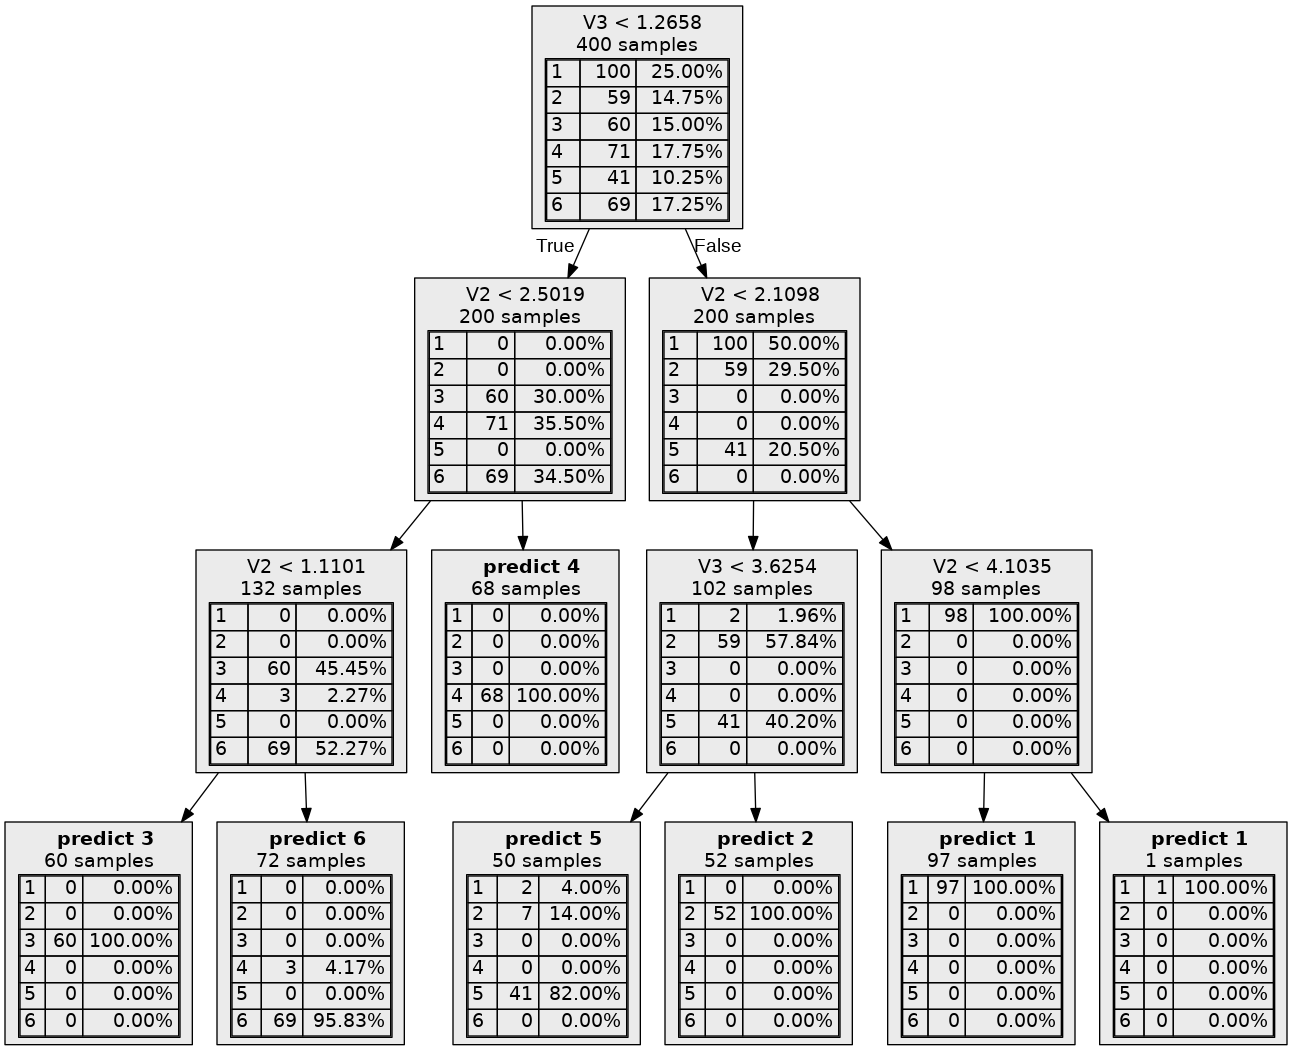 V3 < 1.2658
400 samples
1 100 25.00%
2 59 14.75%
3 60 15.00%
4 71 17.75%
5 41 10.25%
6 69 17.25%
True
False
V2 < 2.5019
200 samples
1 0 0.00%
2 0 0.00%
3 60 30.00%
4 71 35.50%
5 0 0.00%
6 69 34.50%
V2 < 2.1098
200 samples
1 100 50.00%
2 59 29.50%
3 0 0.00%
4 0 0.00%
5 41 20.50%
6 0 0.00%
V2 < 1.1101
132 samples
1 0 0.00%
2 0 0.00%
3 60 45.45%
4 3 2.27%
5 0 0.00%
6 69 52.27%
predict 4
68 samples
1 0 0.00%
2 0 0.00%
3 0 0.00%
4 68 100.00%
5 0 0.00%
6 0 0.00%
V3 < 3.6254
102 samples
1 2 1.96%
2 59 57.84%
3 0 0.00%
4 0 0.00%
5 41 40.20%
6 0 0.00%
V2 < 4.1035
98 samples
1 98 100.00%
2 0 0.00%
3 0 0.00%
4 0 0.00%
5 0 0.00%
6 0 0.00%
predict 3
60 samples
1 0 0.00%
2 0 0.00%
3 60 100.00%
4 0 0.00%
5 0 0.00%
6 0 0.00%
predict 6
72 samples
1 0 0.00%
2 0 0.00%
3 0 0.00%
4 3 4.17%
5 0 0.00%
6 69 95.83%
predict 5
50 samples
1 2 4.00%
2 7 14.00%
3 0 0.00%
4 0 0.00%
5 41 82.00%
6 0 0.00%
predict 2
52 samples
1 0 0.00%
2 52 100.00%
3 0 0.00%
4 0 0.00%
5 0 0.00%
6 0 0.00%
predict 1
97 samples
1 97 100.00%
2 0 0.00%
3 0 0.00%
4 0 0.00%
5 0 0.00%
6 0 0.00%
predict 1
1 samples
1 1 100.00%
2 0 0.00%
3 0 0.00%
4 0 0.00%
5 0 0.00%
6 0 0.00%